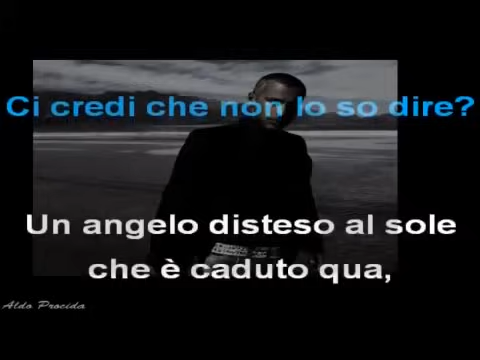 Ci credi che non lo so dire?
Un angelo disteso al sole
che è caduto qua,
Aldo Procida